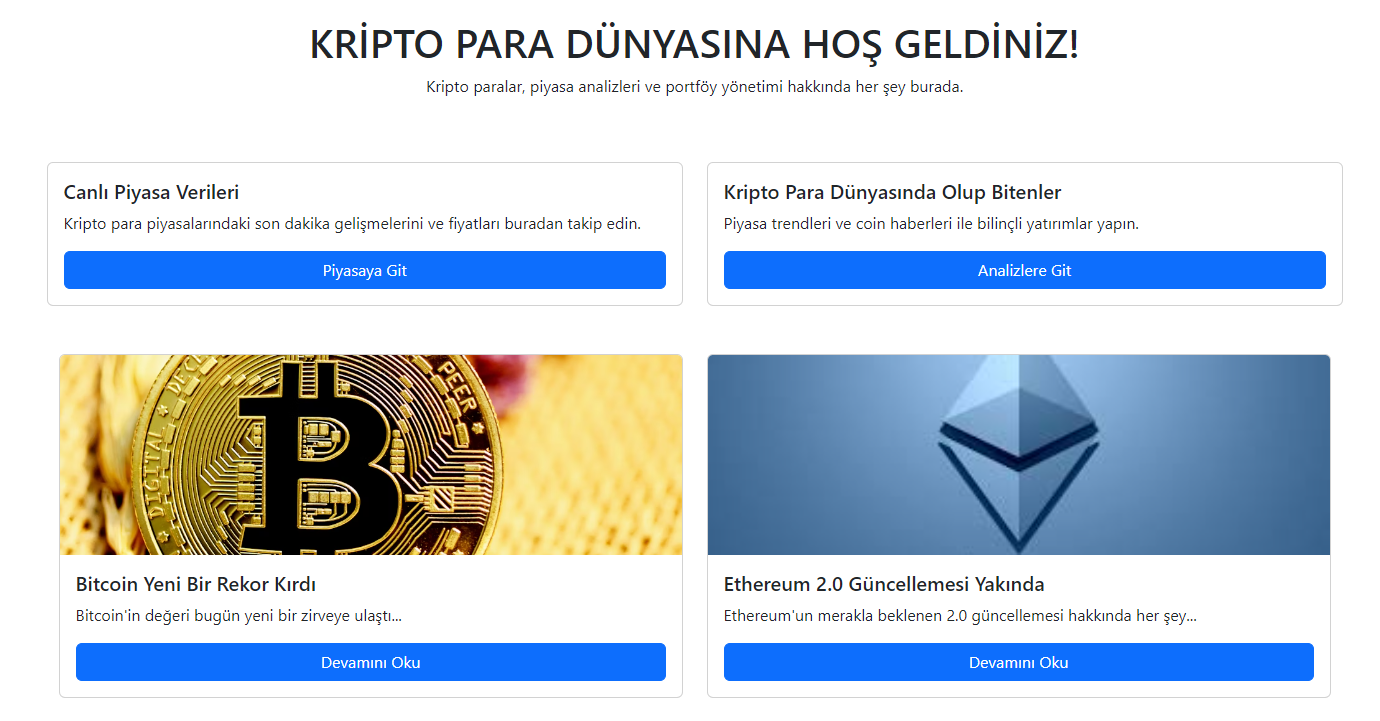 KRİPTO PARA DÜNYASINA HOŞ GELDİNİZ!
Kripto paralar, piyasa analizleri ve portföy yönetimi hakkında her şey burada.
Canlı Piyasa Verileri
Kripto para piyasalarındaki son dakika gelişmelerini ve fiyatları buradan takip edin.
Piyasaya Git
Kripto Para Dünyasında Olup Bitenler
Piyasa trendleri ve coin haberleri ile bilinçli yatırımlar yapın.
Analizlere Git
DIGITAL
DEC
PEER
Bitcoin Yeni Bir Rekor Kırdı
Bitcoin'in değeri bugün yeni bir zirveye ulaştı...
Devamını Oku
Ethereum 2.0 Güncellemesi Yakında
Ethereum'un merakla beklenen 2.0 güncellemesi hakkında her şey...
Devamını Oku